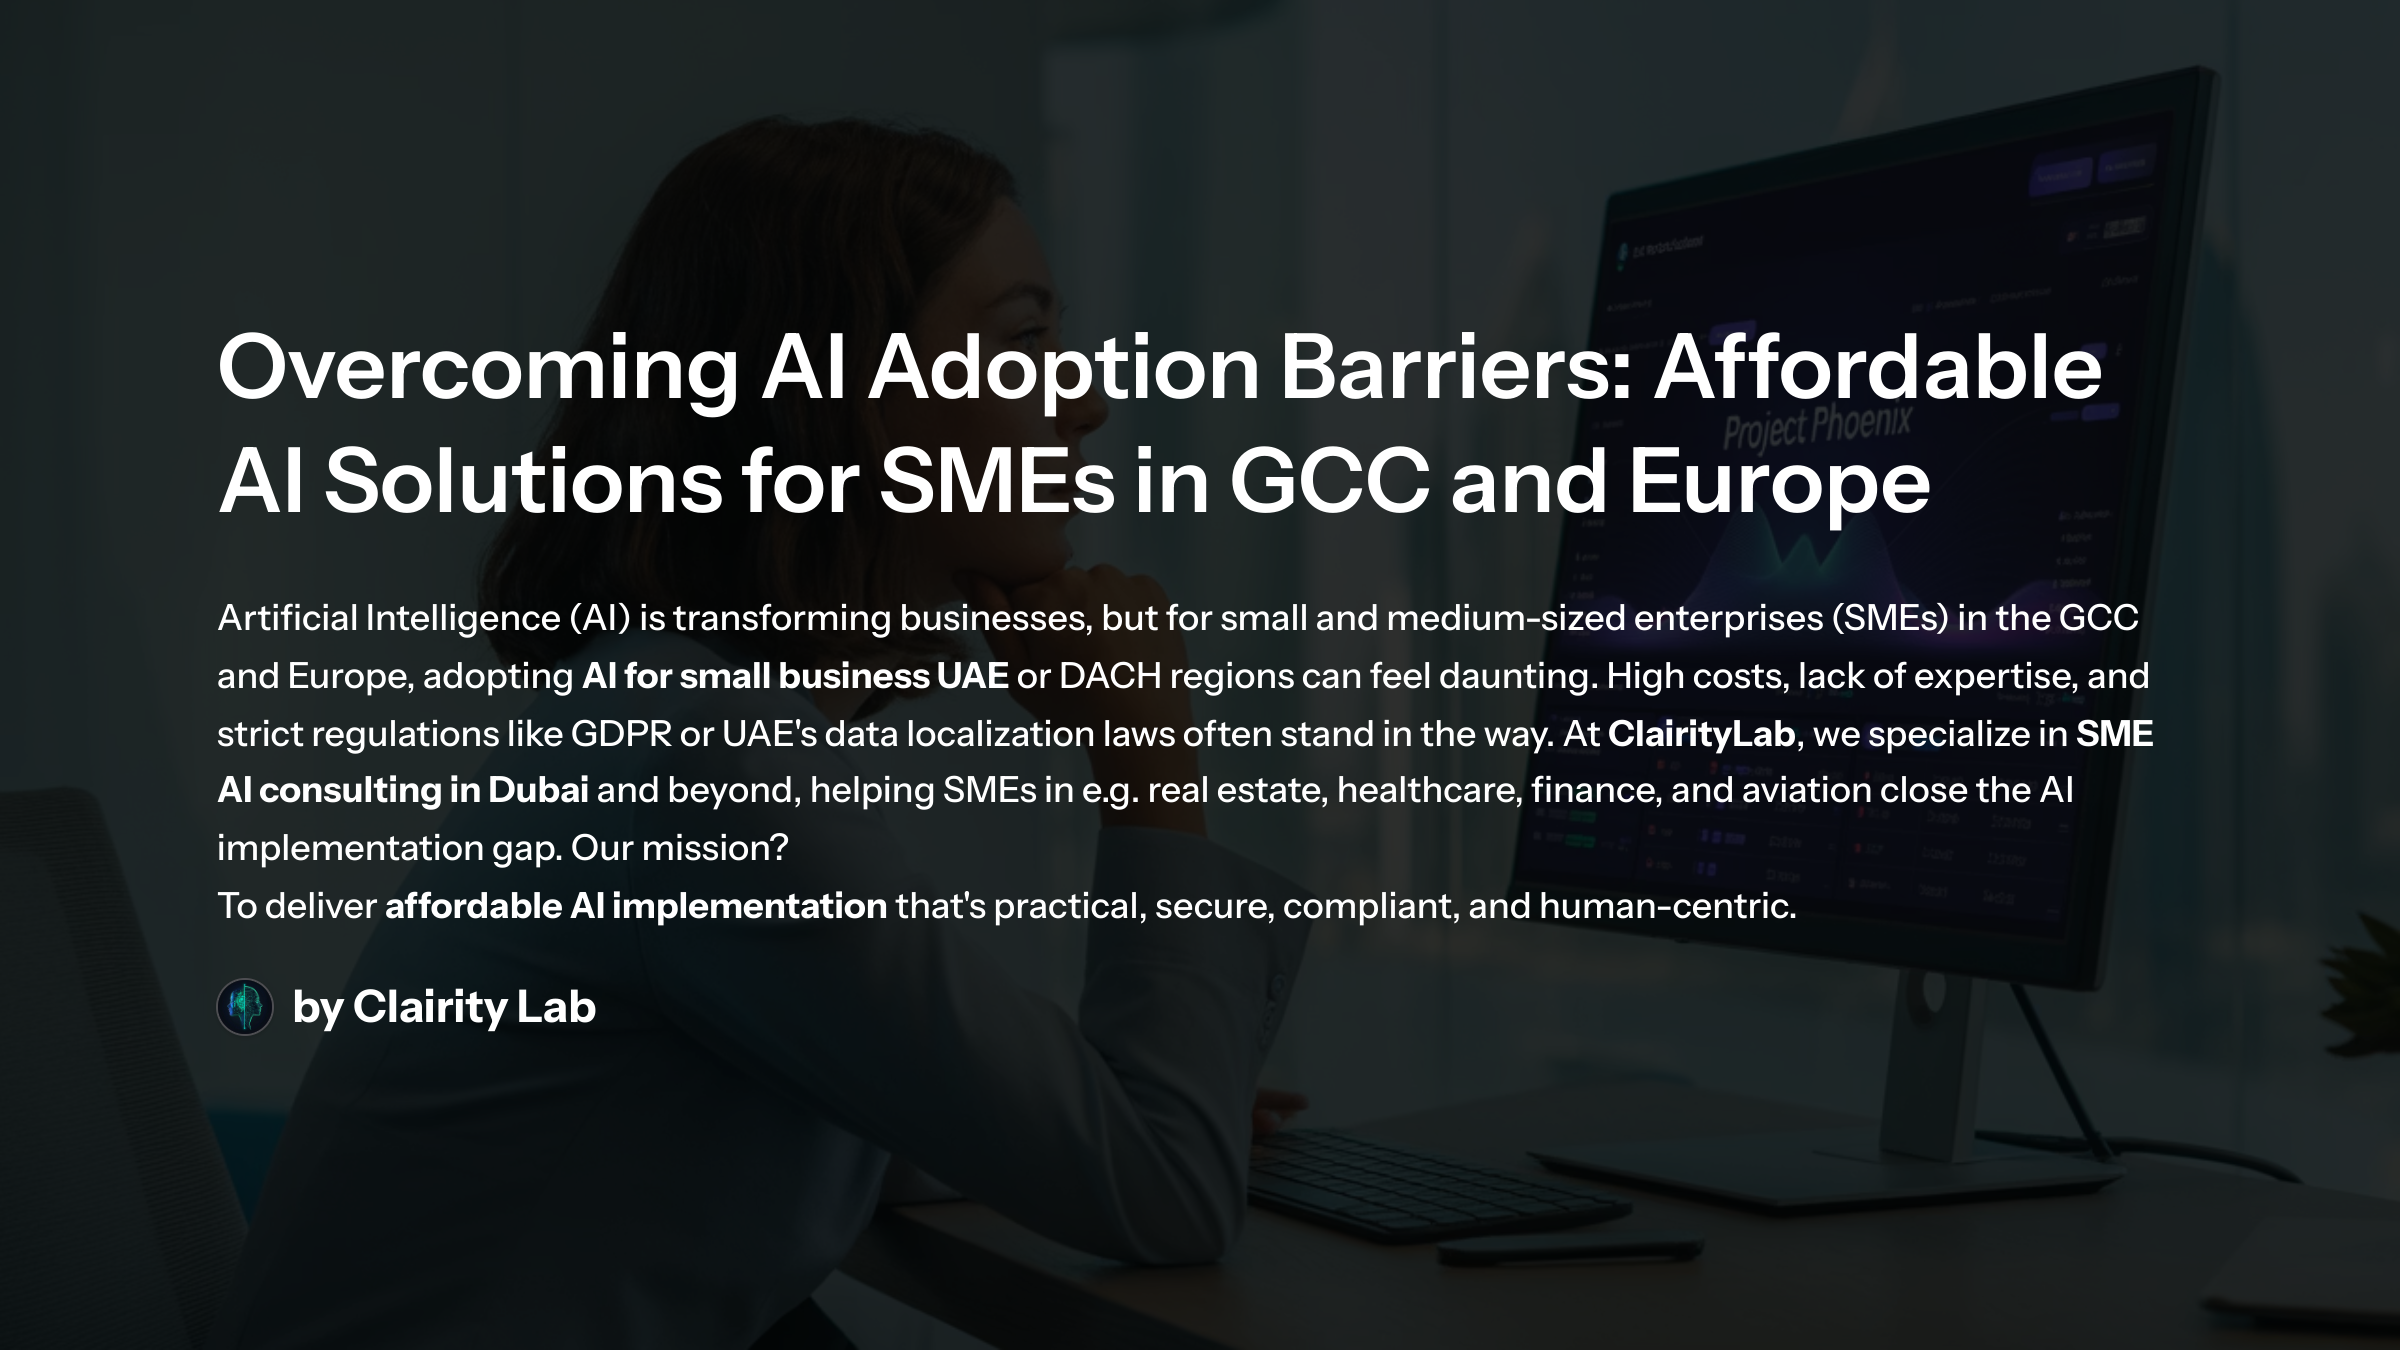 Overcoming AI Adoption Barriers: Affordable
AI Solutions for SMEs in GCC and Europe
Project Phoenix
Artificial Intelligence (AI) is transforming businesses, but for small and medium-sized enterprises (SMEs) in the GCC
and Europe, adopting AI for small business UAE or DACH regions can feel daunting. High costs, lack of expertise, and
strict regulations like GDPR or UAE's data localization laws often stand in the way. At ClairityLab, we specialize in SME
AI consulting in Dubai and beyond, helping SMEs in e.g. real estate, healthcare, finance, and aviation close the AI
implementation gap. Our mission?
To deliver affordable AI implementation that's practical, secure, compliant, and human-centric.
by Clairity Lab